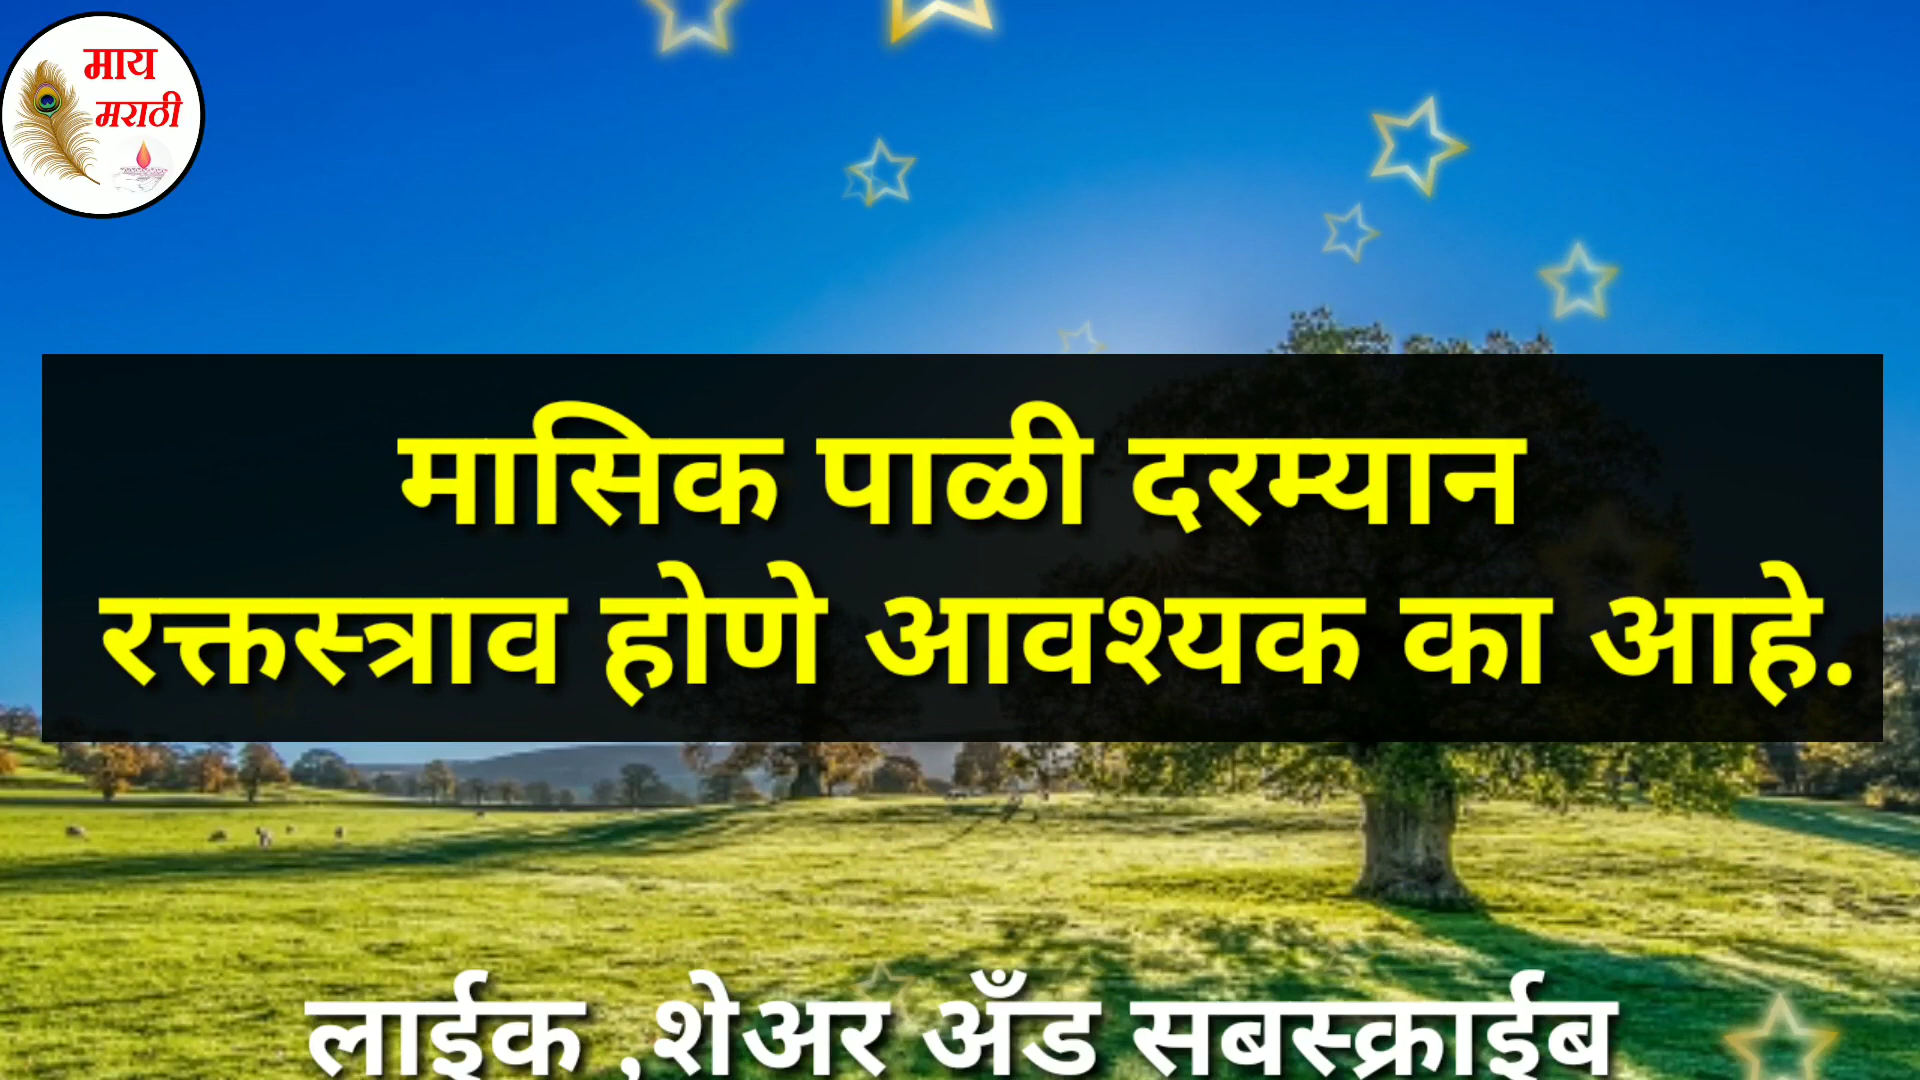 माय
मराठी
मासिक पाळी दरम्यान
रक्तस्त्राव होणे आवश्यक का आहे.
लाईक ,शेअर अँड सबस्क्राईब